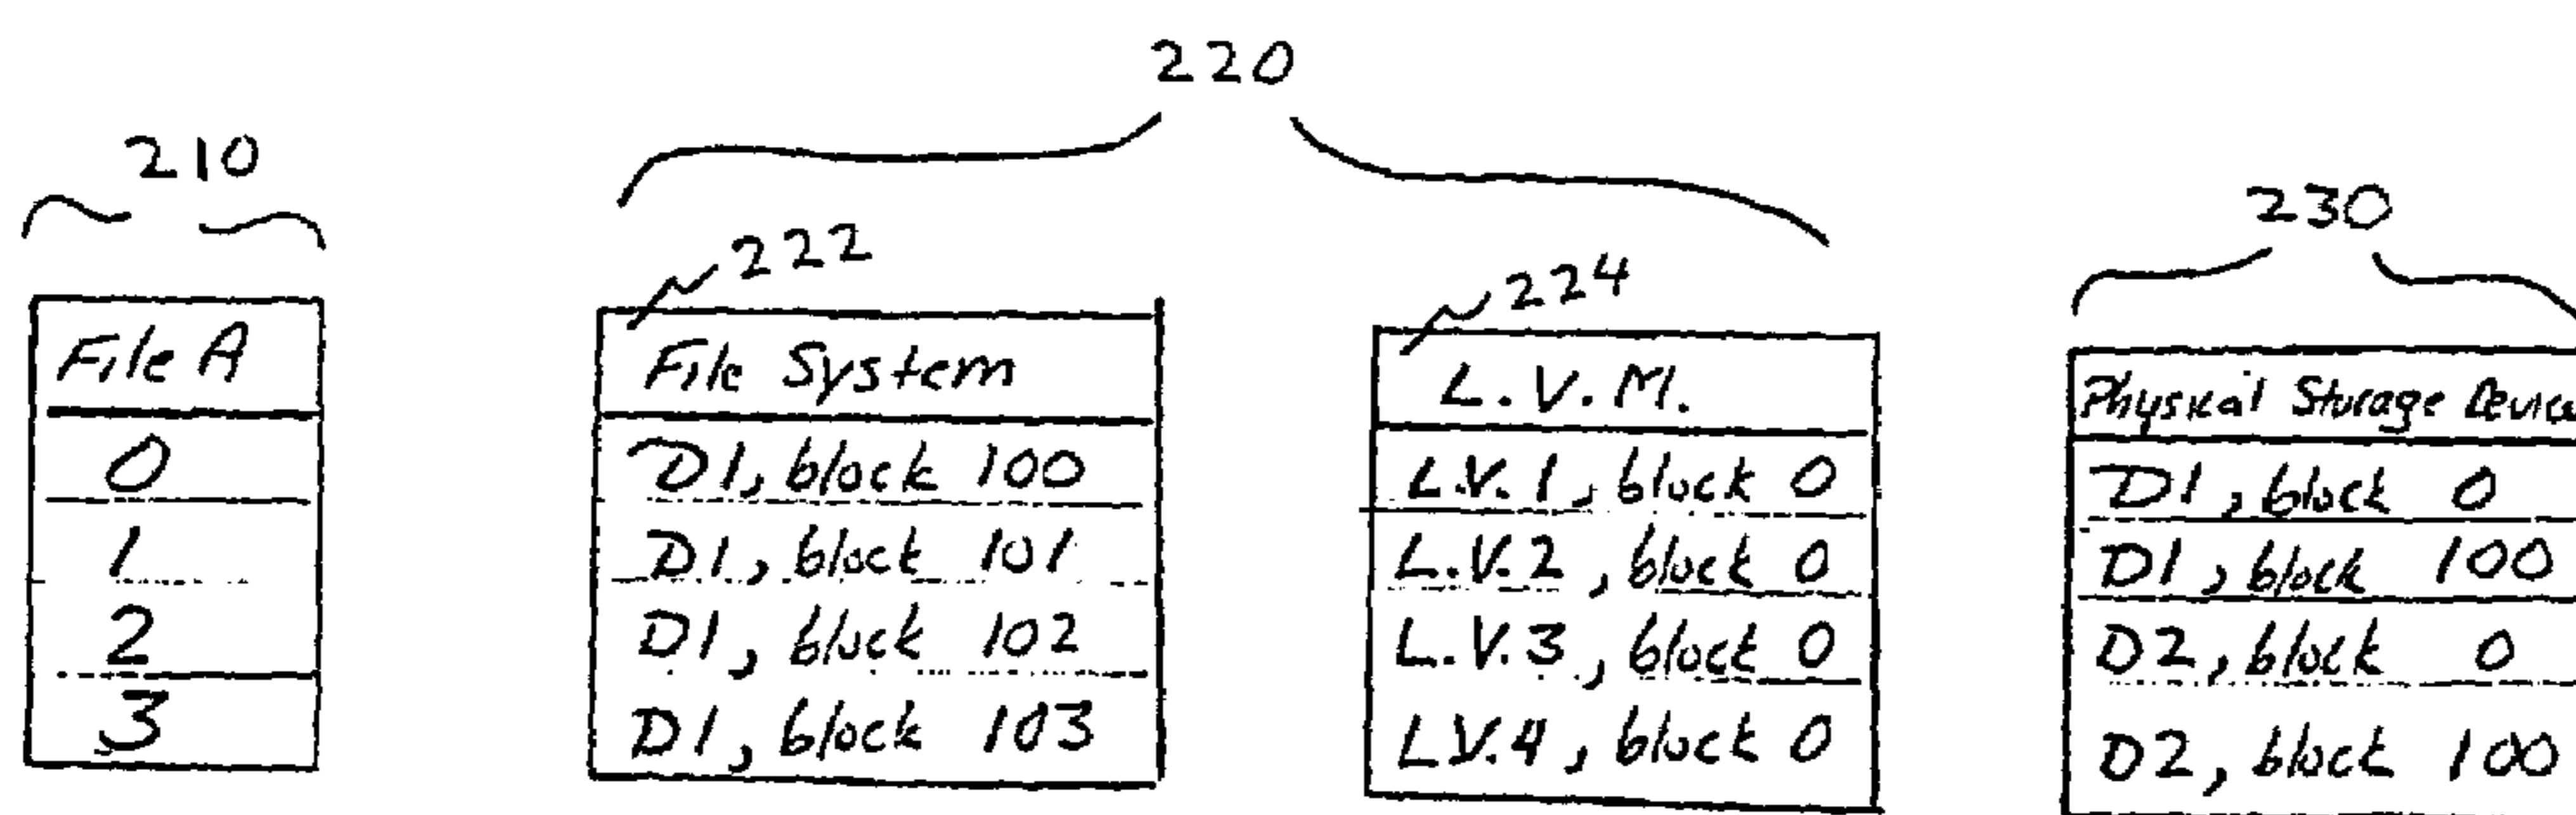 220
210
230
222
224
File A
0
1
2
3
File System
D1, block 100
D1, block 101
D1, block 102
D1, block 103
L.V.M.
L.V.1, block 0
L.V.2, block 0
L.V.3, block 0
L.V.4, block 0
Physical Storage
D1, block 0
D1, block 100
D2, block 0
D2, block 100